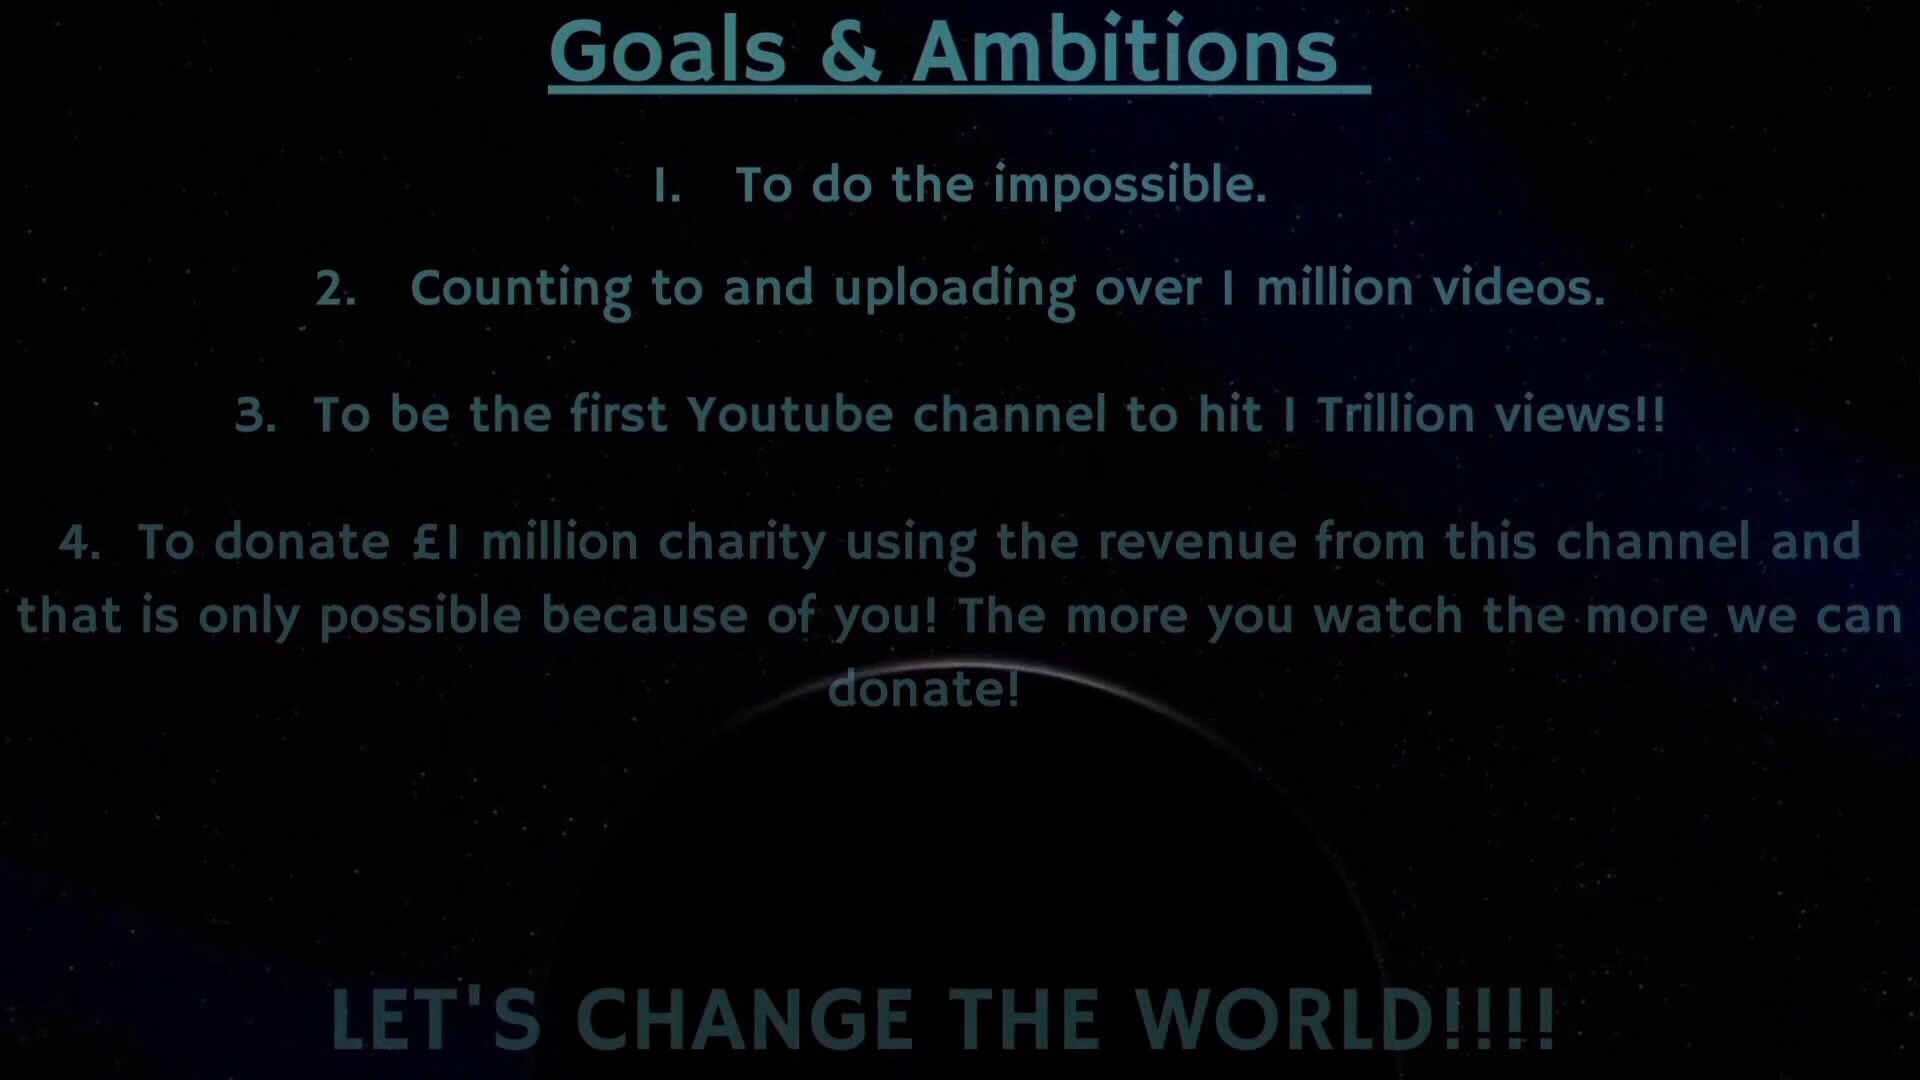 Goals & Ambitions
1. To do the impossible.
2. Counting to and uploading over 1 million videos.
3. To be the first Youtube channel to hit 1 Trillion views!!
4. To donate £1 million charity using the revenue from this channel and
that is only possible because of you! The more you watch the more we can
donate!
LET'S CHANGE THE WORLD!!!!